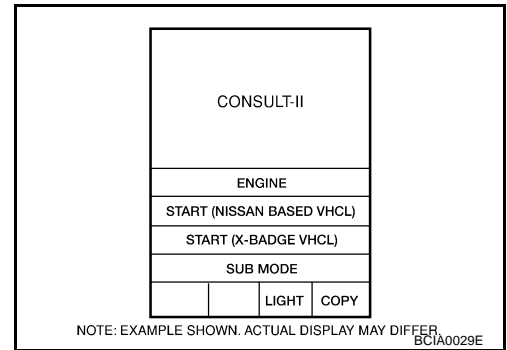 CONSULT-II
ENGINE
START (NISSAN BASED VHCL)
START (X-BADGE VHCL)
SUB MODE
LIGHT COPY
NOTE: EXAMPLE SHOWN. ACTUAL DISPLAY MAY DIFFER.
BCIA0029E